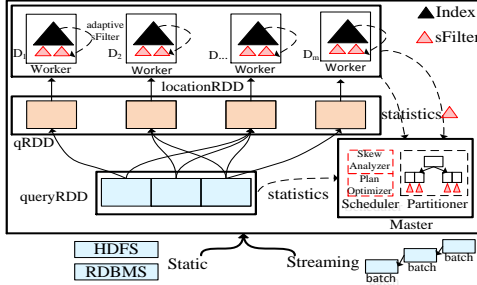 Index
sFilter
adaptive
sFilter
D1
D2
D...
Dm
Worker
Worker
Worker
Worker
locationRDD
statistics
qRDD
queryRDD
statistics
Skew
Analyzer
Plan
Optimizer
Scheduler
Partitioner
Master
HDFS
RDBMS
Static
Streaming
batch
batch
batch